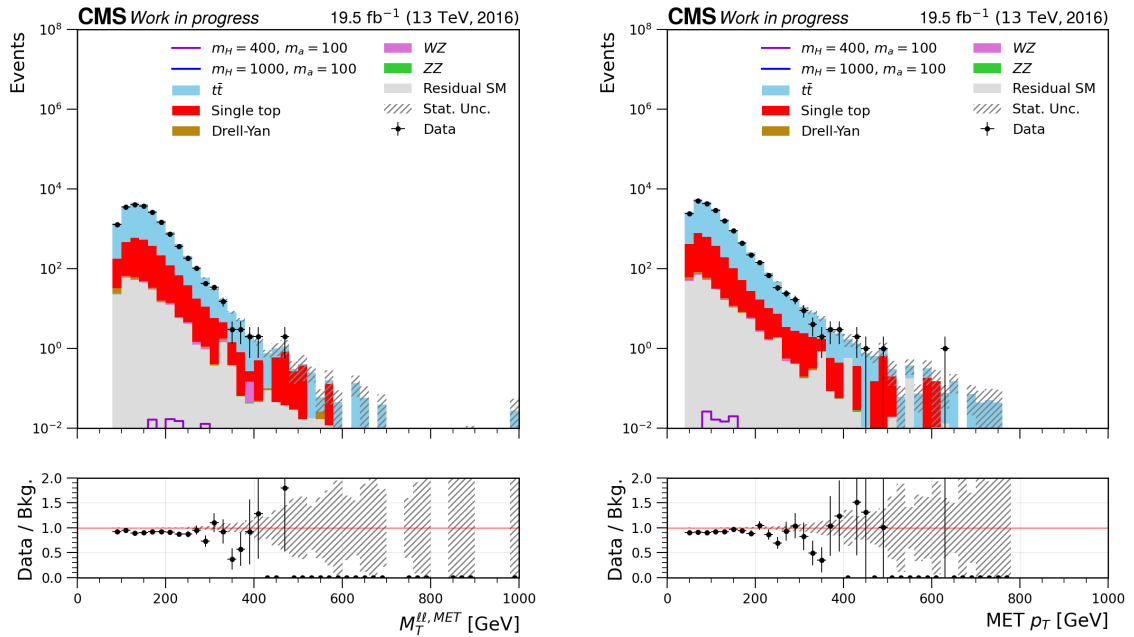 CMS Work in progress
19.5 fb⁻¹ (13 TeV, 2016)
Events
10⁸
10⁶
10⁴
10²
10⁰
10⁻²
m_H = 400, m_a = 100
m_H = 1000, m_a = 100
tt̄
Single top
Drell-Yan
WZ
ZZ
Residual SM
Stat. Unc.
Data
Data / Bkg.
2.0
1.5
1.0
0.5
0.0
0
200
400
600
800
1000
M_T^{ℓℓ, MET} [GeV]
CMS Work in progress
19.5 fb⁻¹ (13 TeV, 2016)
Events
10⁸
10⁶
10⁴
10²
10⁰
10⁻²
m_H = 400, m_a = 100
m_H = 1000, m_a = 100
tt̄
Single top
Drell-Yan
WZ
ZZ
Residual SM
Stat. Unc.
Data
Data / Bkg.
2.0
1.5
1.0
0.5
0.0
0
200
400
600
800
1000
MET p_T [GeV]